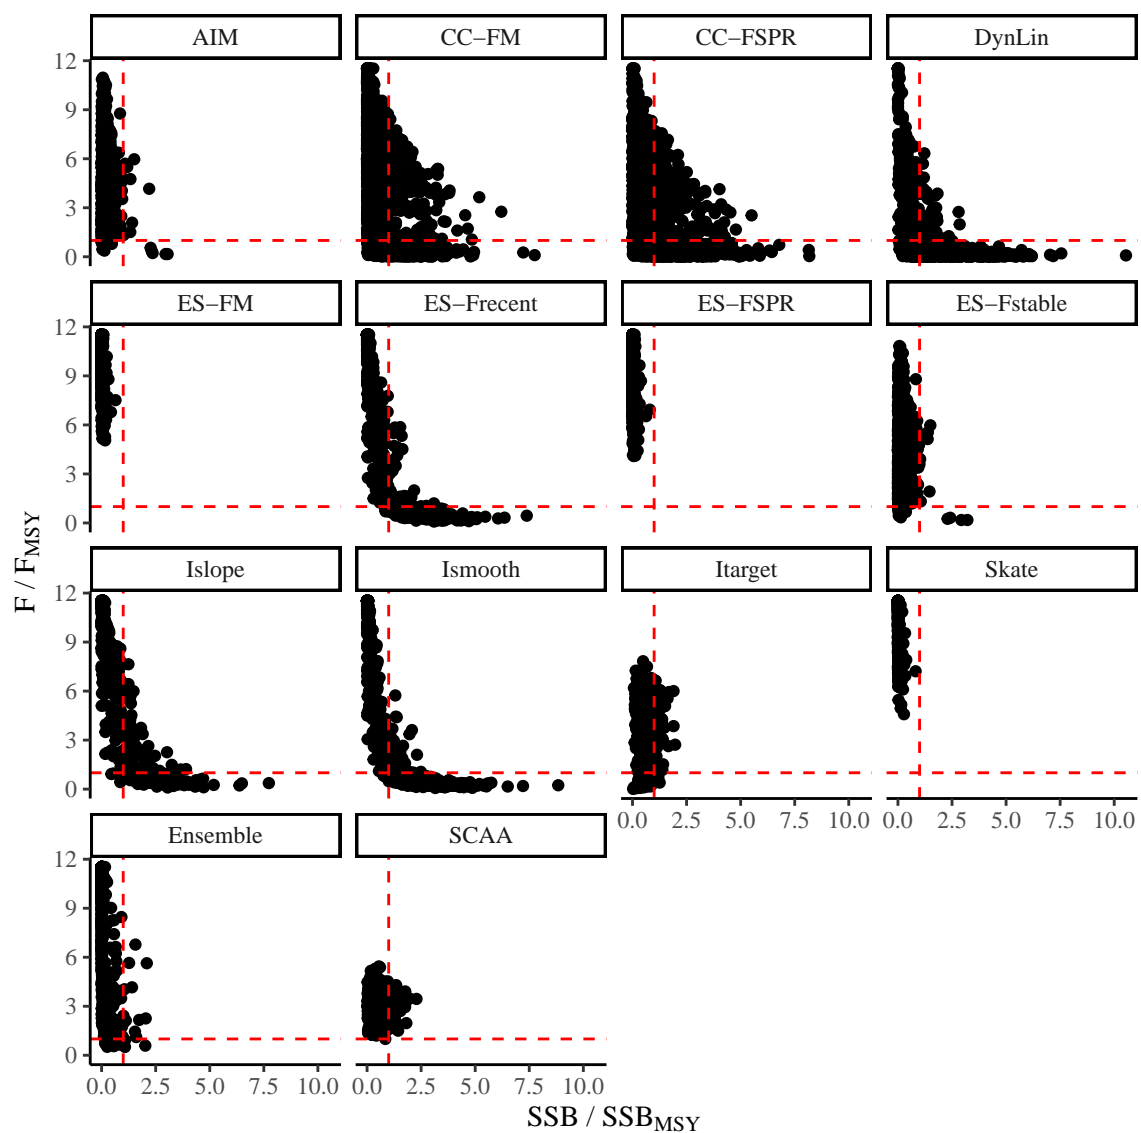 AIM CC−FM CC−FSPR DynLin
12
9
6
3
0
ES−FM ES−Frecent ES−FSPR ES−Fstable
12
9
6
3
0
Islope Ismooth Itarget Skate
12
9
6
3
0
0.0 2.5 5.0 7.5 10.0 0.0 2.5 5.0 7.5 10.0
Ensemble SCAA
12
9
6
3
0
0.0 2.5 5.0 7.5 10.0 0.0 2.5 5.0 7.5 10.0
SSB / SSBMSY
F / FMSY